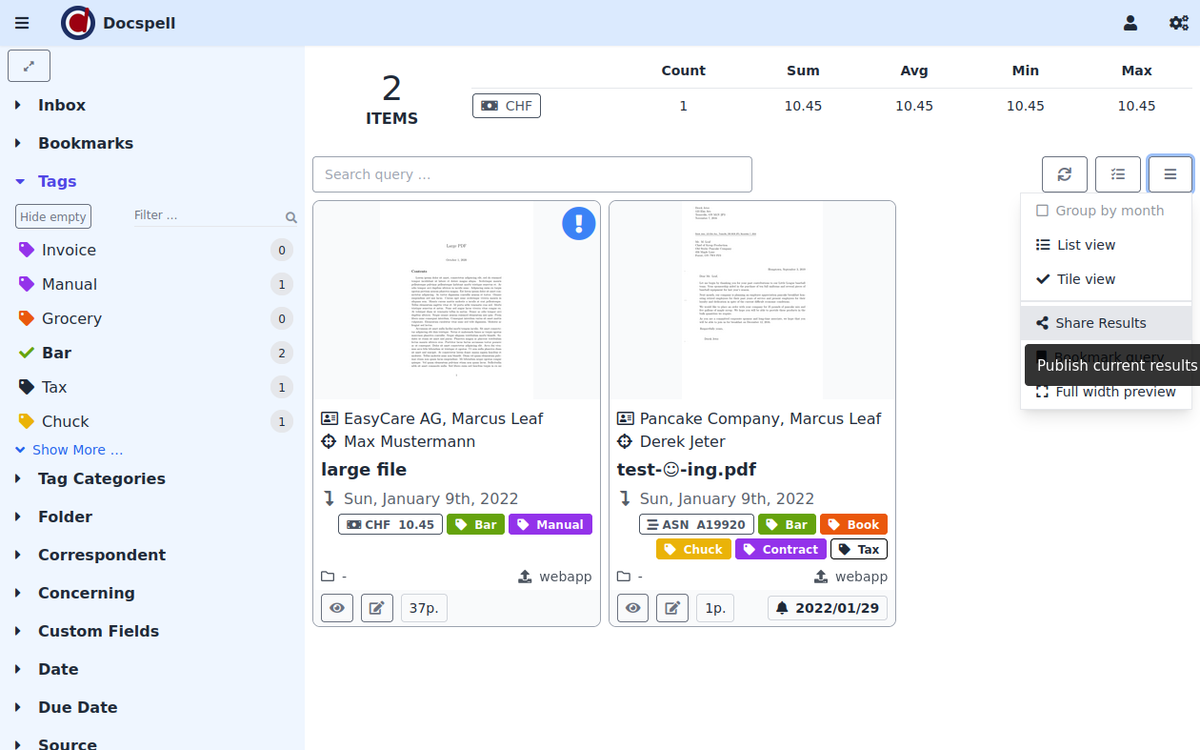 Docspell
Inbox
Bookmarks
Tags
Hide empty
Filter ...
Invoice 0
Manual 1
Grocery 0
Bar 2
Tax 1
Chuck 1
Show More …
Tag Categories
Folder
Correspondent
Concerning
Custom Fields
Date
Due Date
Source
2
ITEMS
Count Sum Avg Min Max
CHF 1 10.45 10.45 10.45 10.45
Search query …
Group by month
List view
Tile view
Share Results
Bookmark query
Publish current results
Full width preview
Large PDF
Contents
EasyCare AG, Marcus Leaf
Max Mustermann
large file
Sun, January 9th, 2022
CHF 10.45 Bar Manual
- webapp
37p.
Pancake Company, Marcus Leaf
Derek Jeter
test-☺-ing.pdf
Sun, January 9th, 2022
ASN A19920 Bar Book
Chuck Contract Tax
- webapp
1p. 2022/01/29